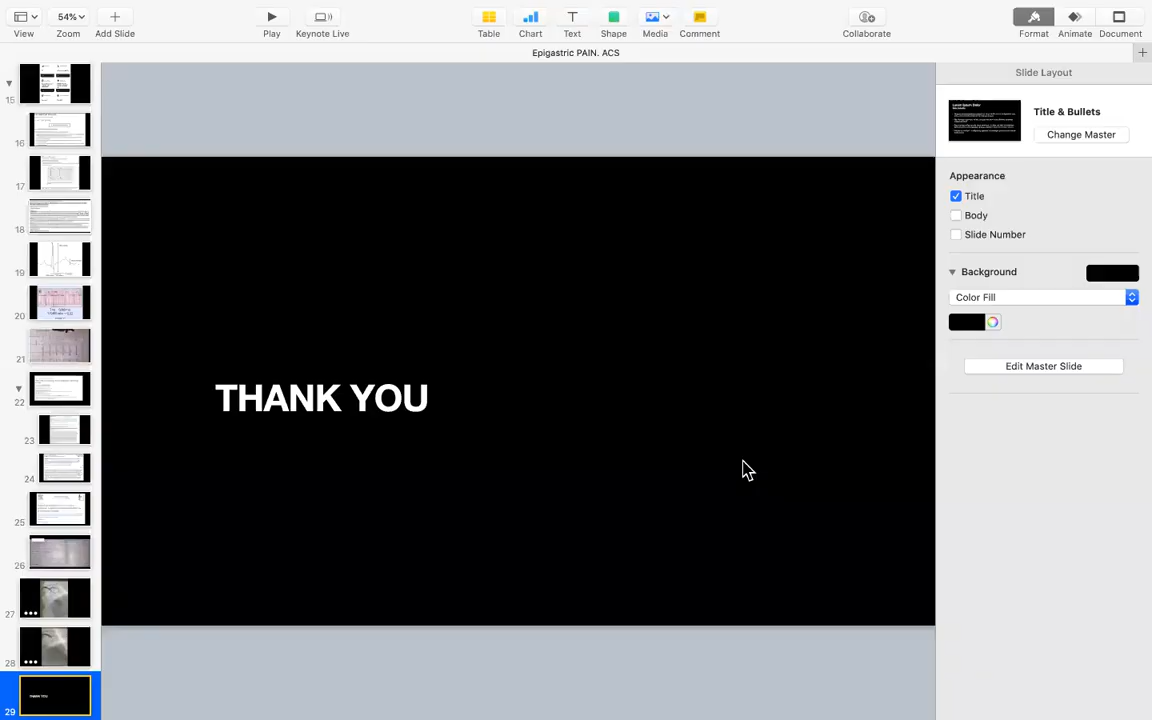 View
54%
Zoom
Add Slide
Play
Keynote Live
Table
Chart
Text
Shape
Media
Comment
Collaborate
Format
Animate
Document
Epigastric PAIN. ACS
Slide Layout
Title & Bullets
Change Master
Appearance
Title
Body
Slide Number
Background
Color Fill
Edit Master Slide
15
16
17
18
19
20
21
22
23
24
25
26
27
28
29
THANK YOU
THANK YOU